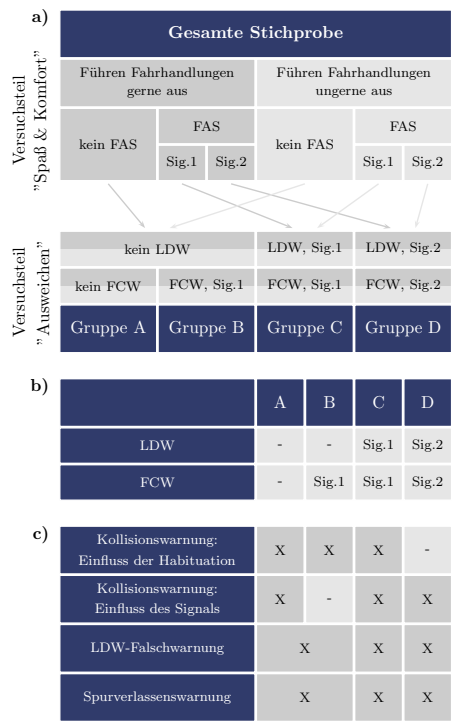 a)
Gesamte Stichprobe
Versuchsteil
"Spaß & Komfort"
Führen Fahrhandlungen
gerne aus
Führen Fahrhandlungen
ungerne aus
kein FAS
FAS
kein FAS
FAS
Sig.1
Sig.2
Sig.1
Sig.2
Versuchsteil
"Ausweichen"
kein LDW
LDW, Sig.1
LDW, Sig.2
kein FCW
FCW, Sig.1
FCW, Sig.1
FCW, Sig.2
Gruppe A
Gruppe B
Gruppe C
Gruppe D
b)
A
B
C
D
LDW
-
-
Sig.1
Sig.2
FCW
-
Sig.1
Sig.1
Sig.2
c)
Kollisionswarnung:
Einfluss der Habituation
X
X
X
-
Kollisionswarnung:
Einfluss des Signals
X
-
X
X
LDW-Falschwarnung
X
X
X
Spurverlassenswarnung
X
X
X